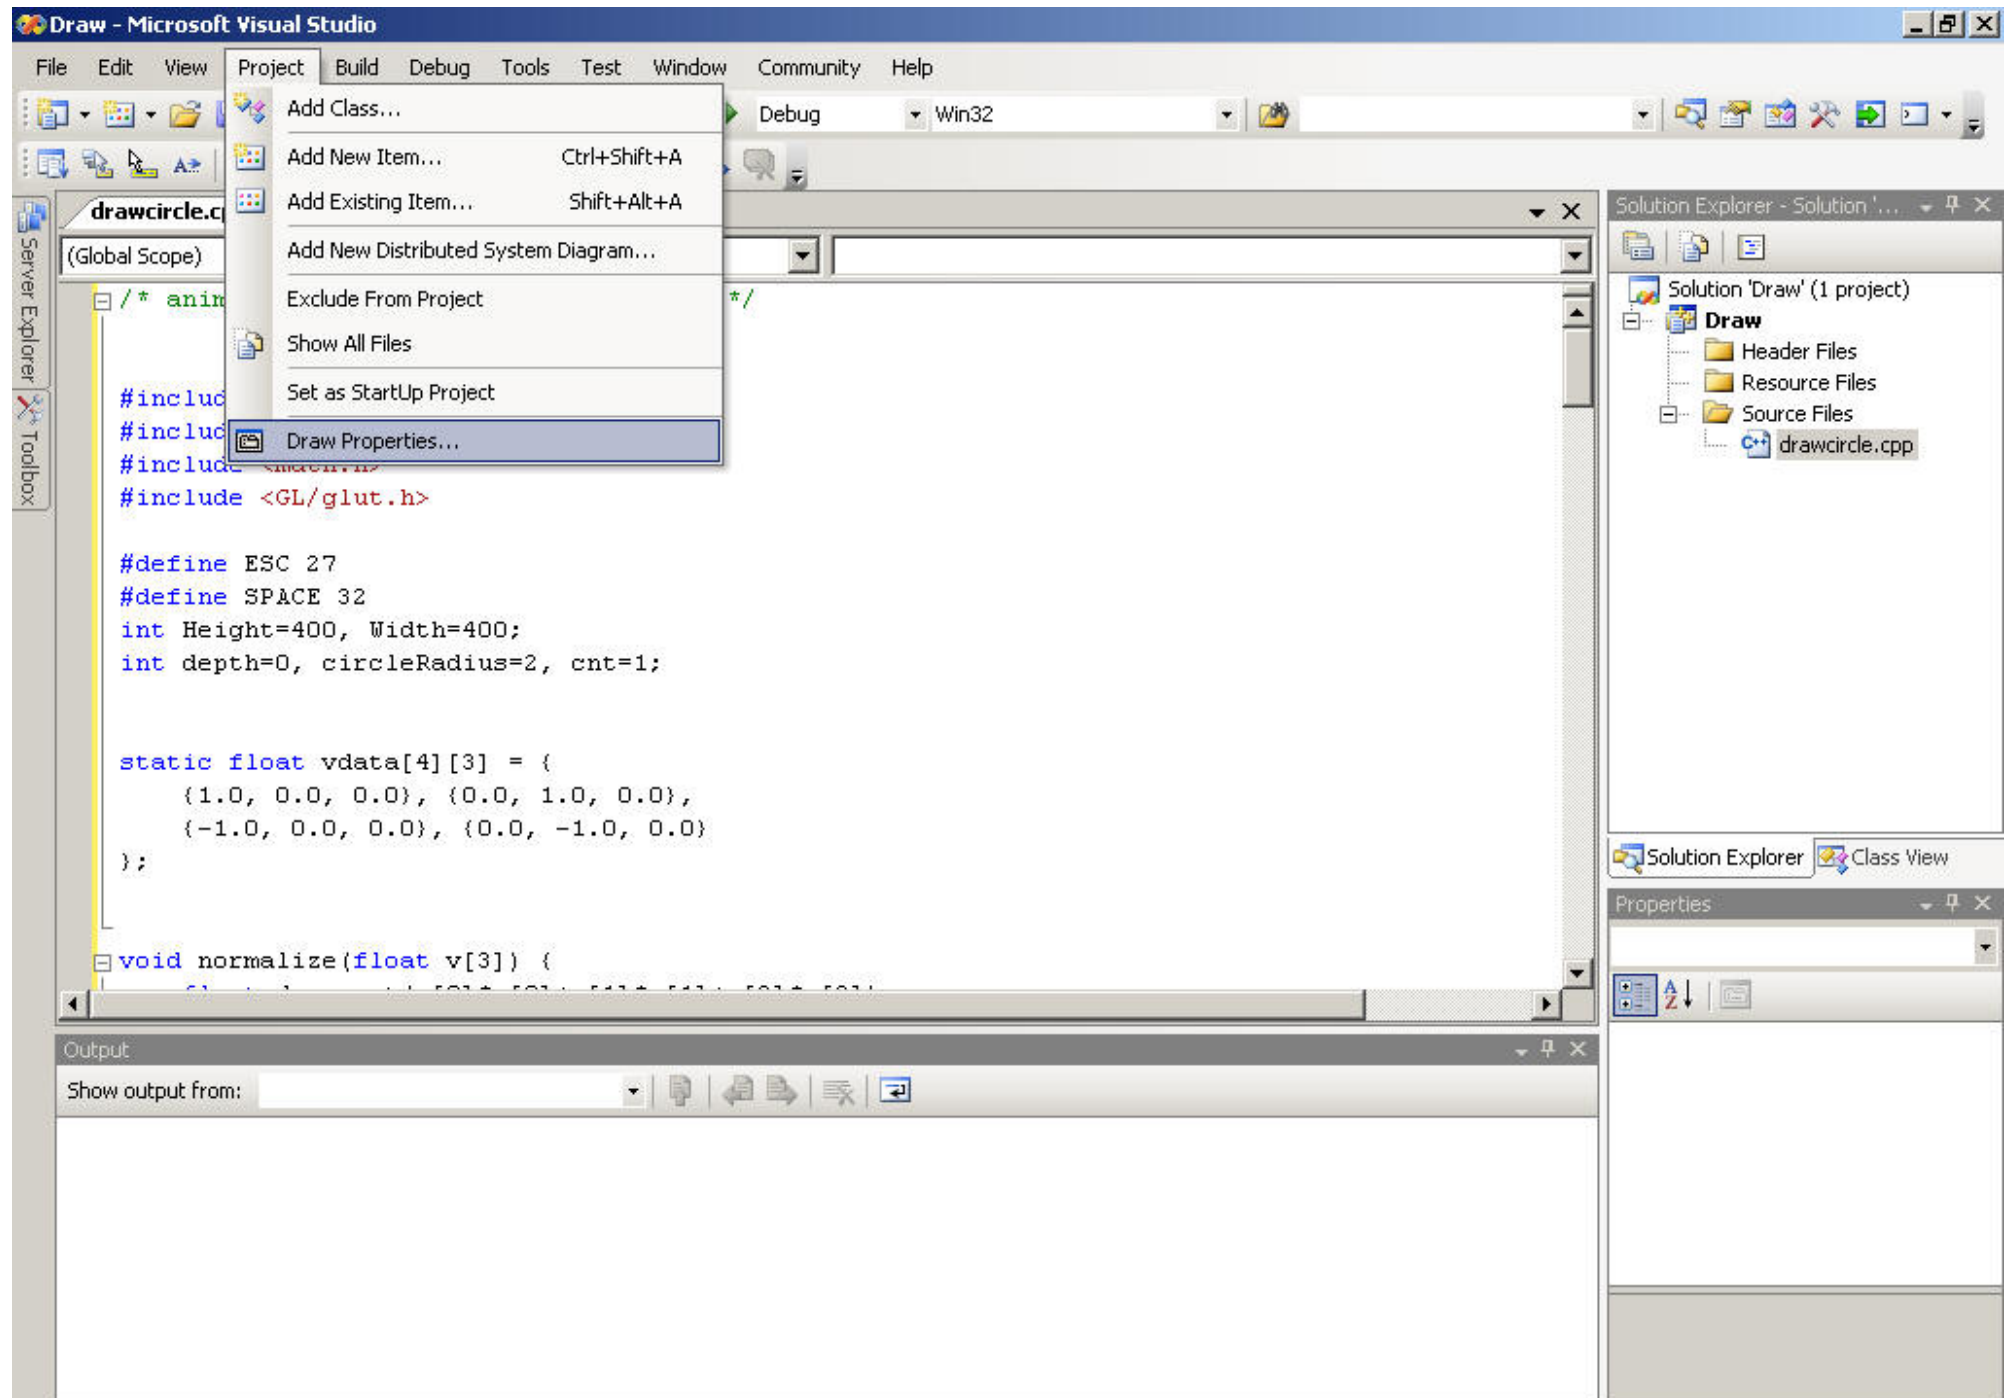 Draw - Microsoft Visual Studio
File Edit View Project Build Debug Tools Test Window Community Help
Add Class...
Debug Win32
Add New Item... Ctrl+Shift+A
Add Existing Item... Shift+Alt+A
Add New Distributed System Diagram...
Exclude From Project
Show All Files
Set as StartUp Project
Draw Properties...
Server Explorer
Toolbox
drawcircle.c
(Global Scope)
/* anim */
#includ
#includ
#include <math.h>
#include <GL/glut.h>
#define ESC 27
#define SPACE 32
int Height=400, Width=400;
int depth=0, circleRadius=2, cnt=1;
static float vdata[4][3] = {
{1.0, 0.0, 0.0}, {0.0, 1.0, 0.0},
{-1.0, 0.0, 0.0}, {0.0, -1.0, 0.0}
};
void normalize(float v[3]) {
Output
Show output from:
Solution Explorer - Solution '...
Solution 'Draw' (1 project)
Draw
Header Files
Resource Files
Source Files
drawcircle.cpp
Solution Explorer Class View
Properties